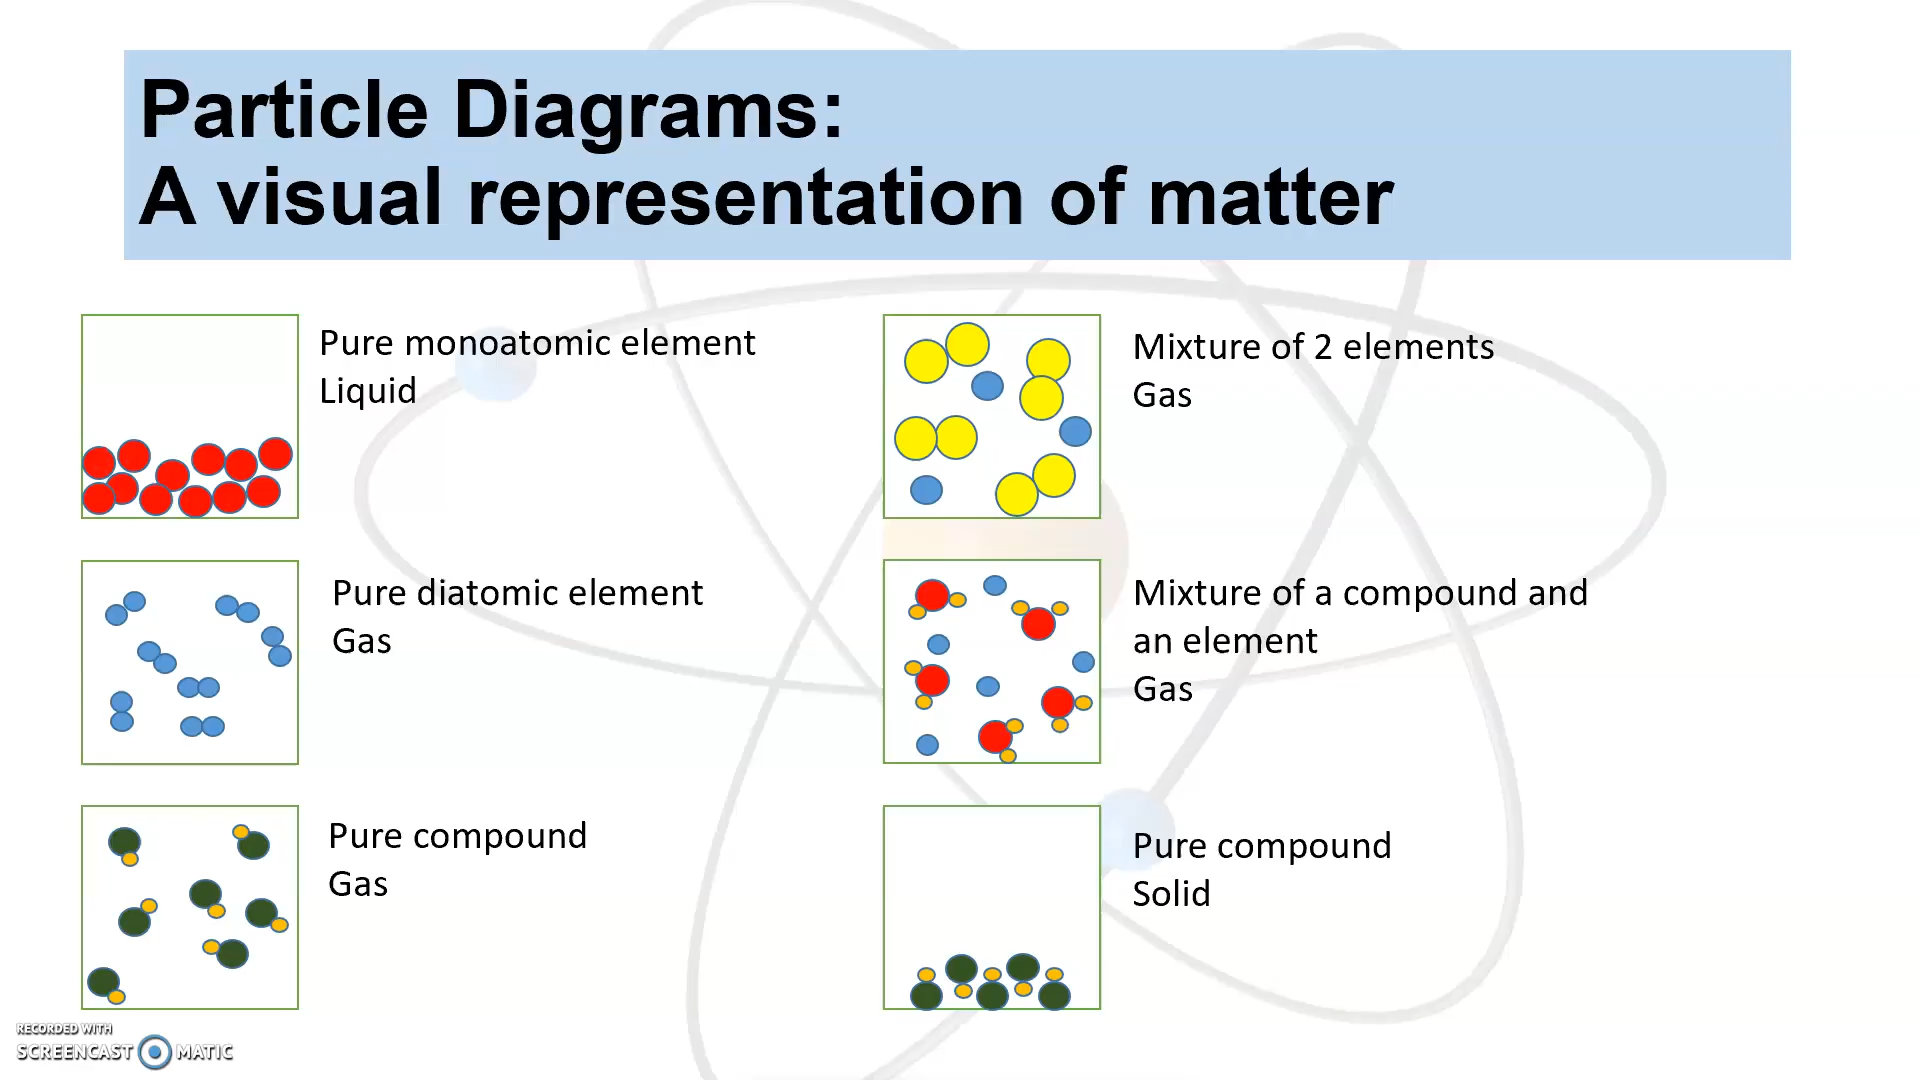 Particle Diagrams:
A visual representation of matter
Pure monoatomic element
Liquid
Mixture of 2 elements
Gas
Pure diatomic element
Gas
Mixture of a compound and
an element
Gas
Pure compound
Gas
Pure compound
Solid
RECORDED WITH
SCREENCAST MATIC